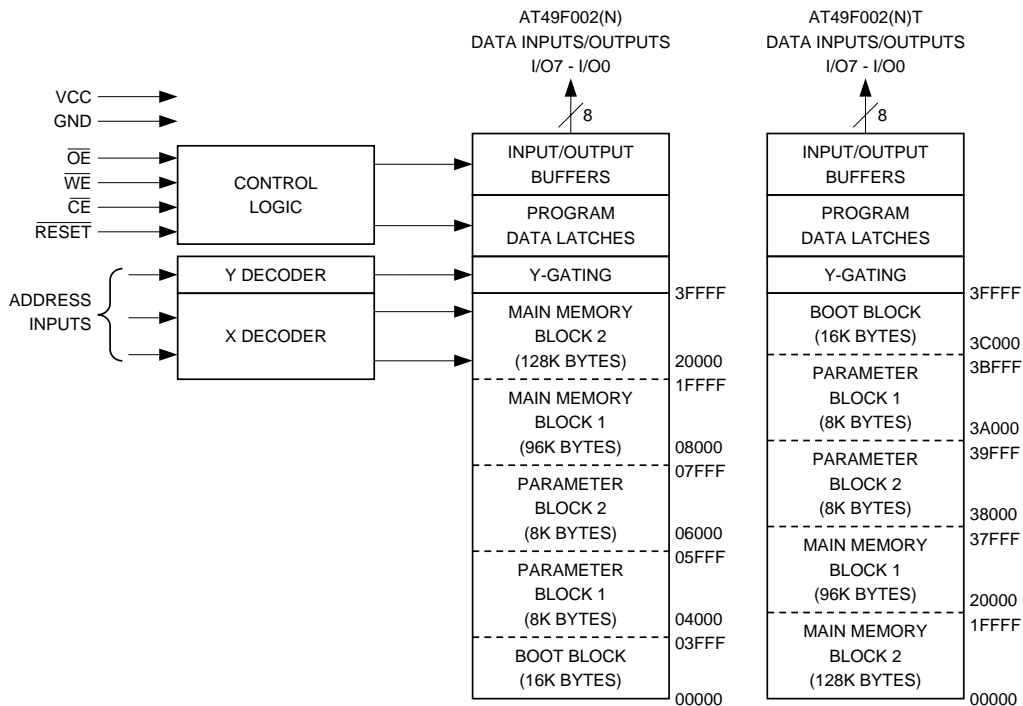 AT49F002(N)
DATA INPUTS/OUTPUTS
I/O7 - I/O0
8
AT49F002(N)T
DATA INPUTS/OUTPUTS
I/O7 - I/O0
8
VCC
GND
OE
WE
CE
RESET
ADDRESS
INPUTS
CONTROL
LOGIC
Y DECODER
X DECODER
INPUT/OUTPUT
BUFFERS
PROGRAM
DATA LATCHES
Y-GATING
3FFFF
MAIN MEMORY
BLOCK 2
(128K BYTES)
20000
1FFFF
MAIN MEMORY
BLOCK 1
(96K BYTES)
08000
07FFF
PARAMETER
BLOCK 2
(8K BYTES)
06000
05FFF
PARAMETER
BLOCK 1
(8K BYTES)
04000
03FFF
BOOT BLOCK
(16K BYTES)
00000
INPUT/OUTPUT
BUFFERS
PROGRAM
DATA LATCHES
Y-GATING
3FFFF
BOOT BLOCK
(16K BYTES)
3C000
3BFFF
PARAMETER
BLOCK 1
(8K BYTES)
3A000
39FFF
PARAMETER
BLOCK 2
(8K BYTES)
38000
37FFF
MAIN MEMORY
BLOCK 1
(96K BYTES)
20000
1FFFF
MAIN MEMORY
BLOCK 2
(128K BYTES)
00000